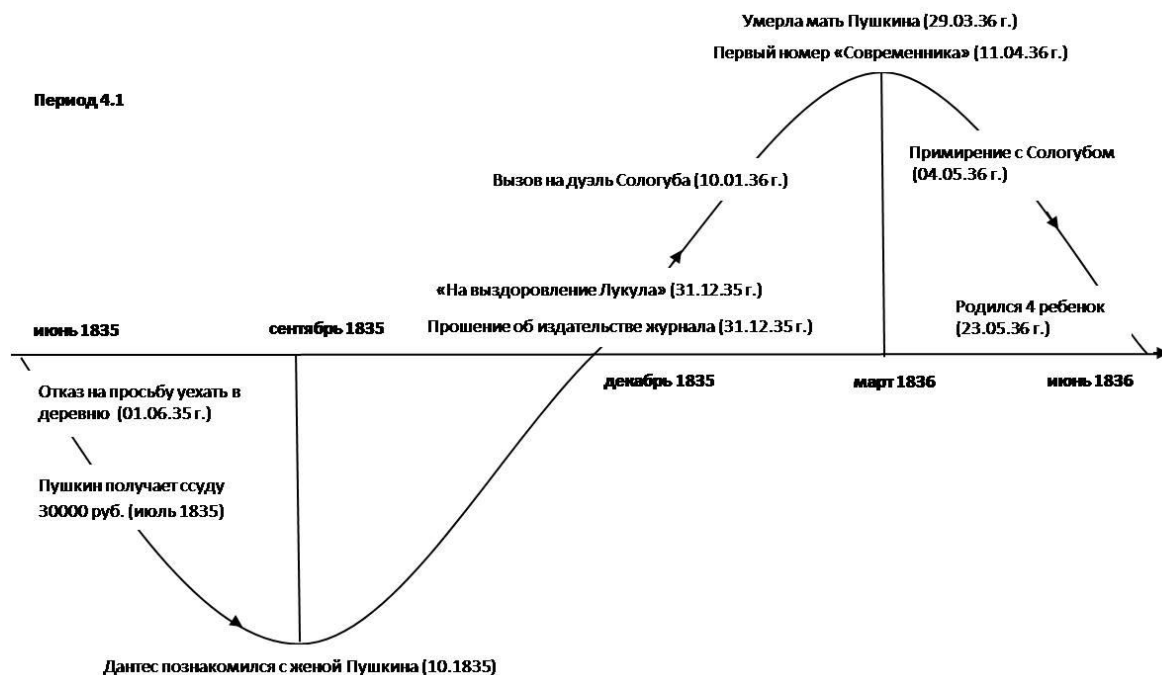 Умерла мать Пушкина (29.03.36 г.)
Первый номер «Современника» (11.04.36 г.)
Период 4.1
Примирение с Сологубом
(04.05.36 г.)
Вызов на дуэль Сологуба (10.01.36 г.)
«На выздоровление Лукула» (31.12.35 г.)
Родился 4 ребенок
(23.05.36 г.)
июнь 1835
сентябрь 1835
Прошение об издательстве журнала (31.12.35 г.)
декабрь 1835
март 1836
июнь 1836
Отказ на просьбу уехать в
деревню (01.06.35 г.)
Пушкин получает ссуду
30000 руб. (июль 1835)
Дантес познакомился с женой Пушкина (10.1835)